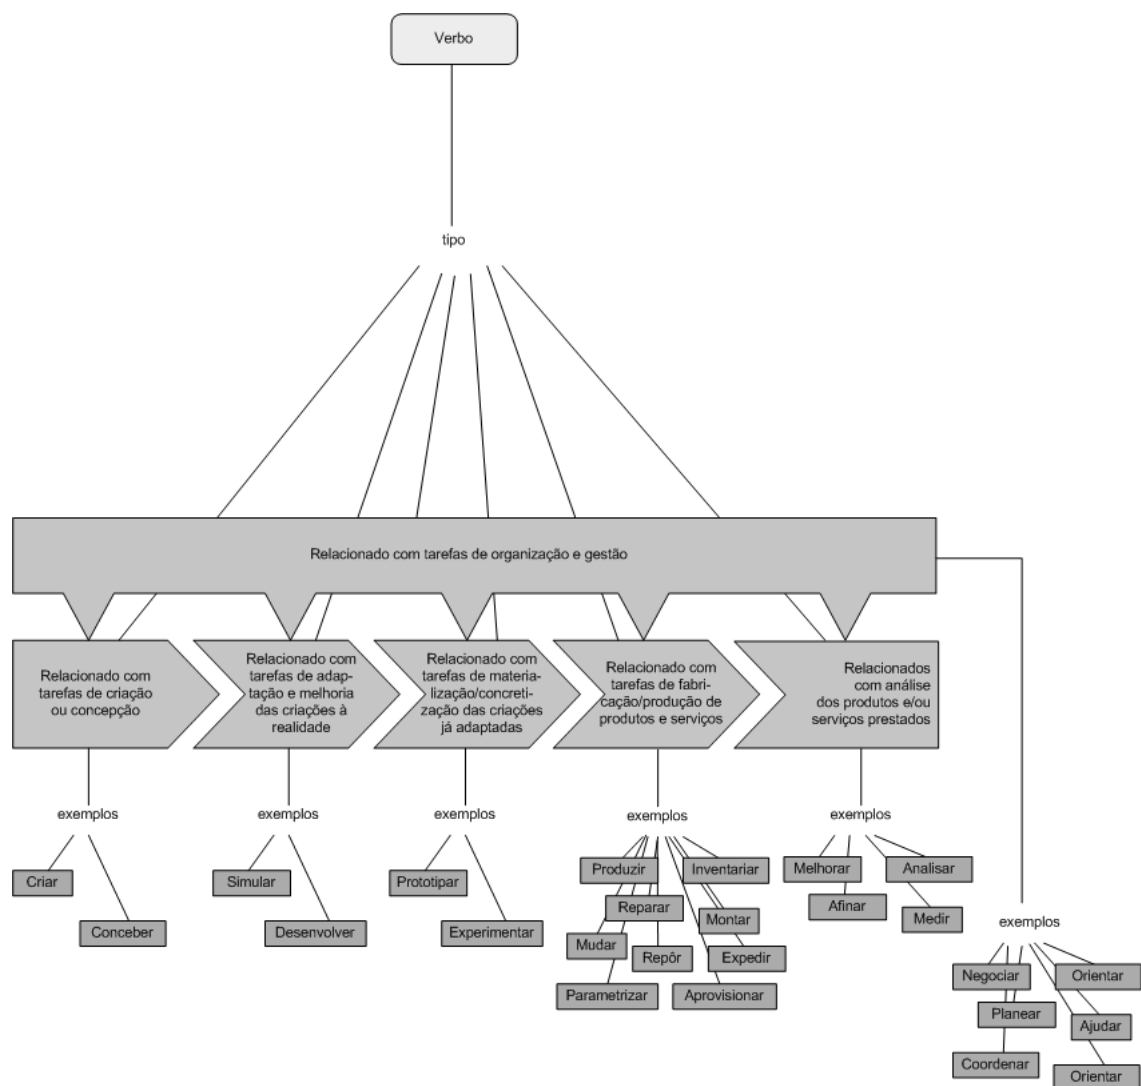 Verbo
tipo
Relacionado com tarefas de organização e gestão
Relacionado com
tarefas de criação
ou concepção
Relacionado com
tarefas de adap-
tação e melhoria
das criações à
realidade
Relacionado com
tarefas de materia-
lização/concreti-
zação das criações
já adaptadas
Relacionado com
tarefas de fabri-
cação/produção de
produtos e serviços
Relacionados
com análise
dos produtos e/ou
serviços prestados
exemplos
Criar
Conceber
exemplos
Simular
Desenvolver
exemplos
Prototipar
Experimentar
exemplos
Produzir
Inventariar
Reparar
Montar
Mudar
Repôr
Expedir
Parametrizar
Aprovisionar
exemplos
Melhorar
Analisar
Afinar
Medir
exemplos
Negociar
Orientar
Planear
Ajudar
Coordenar
Orientar